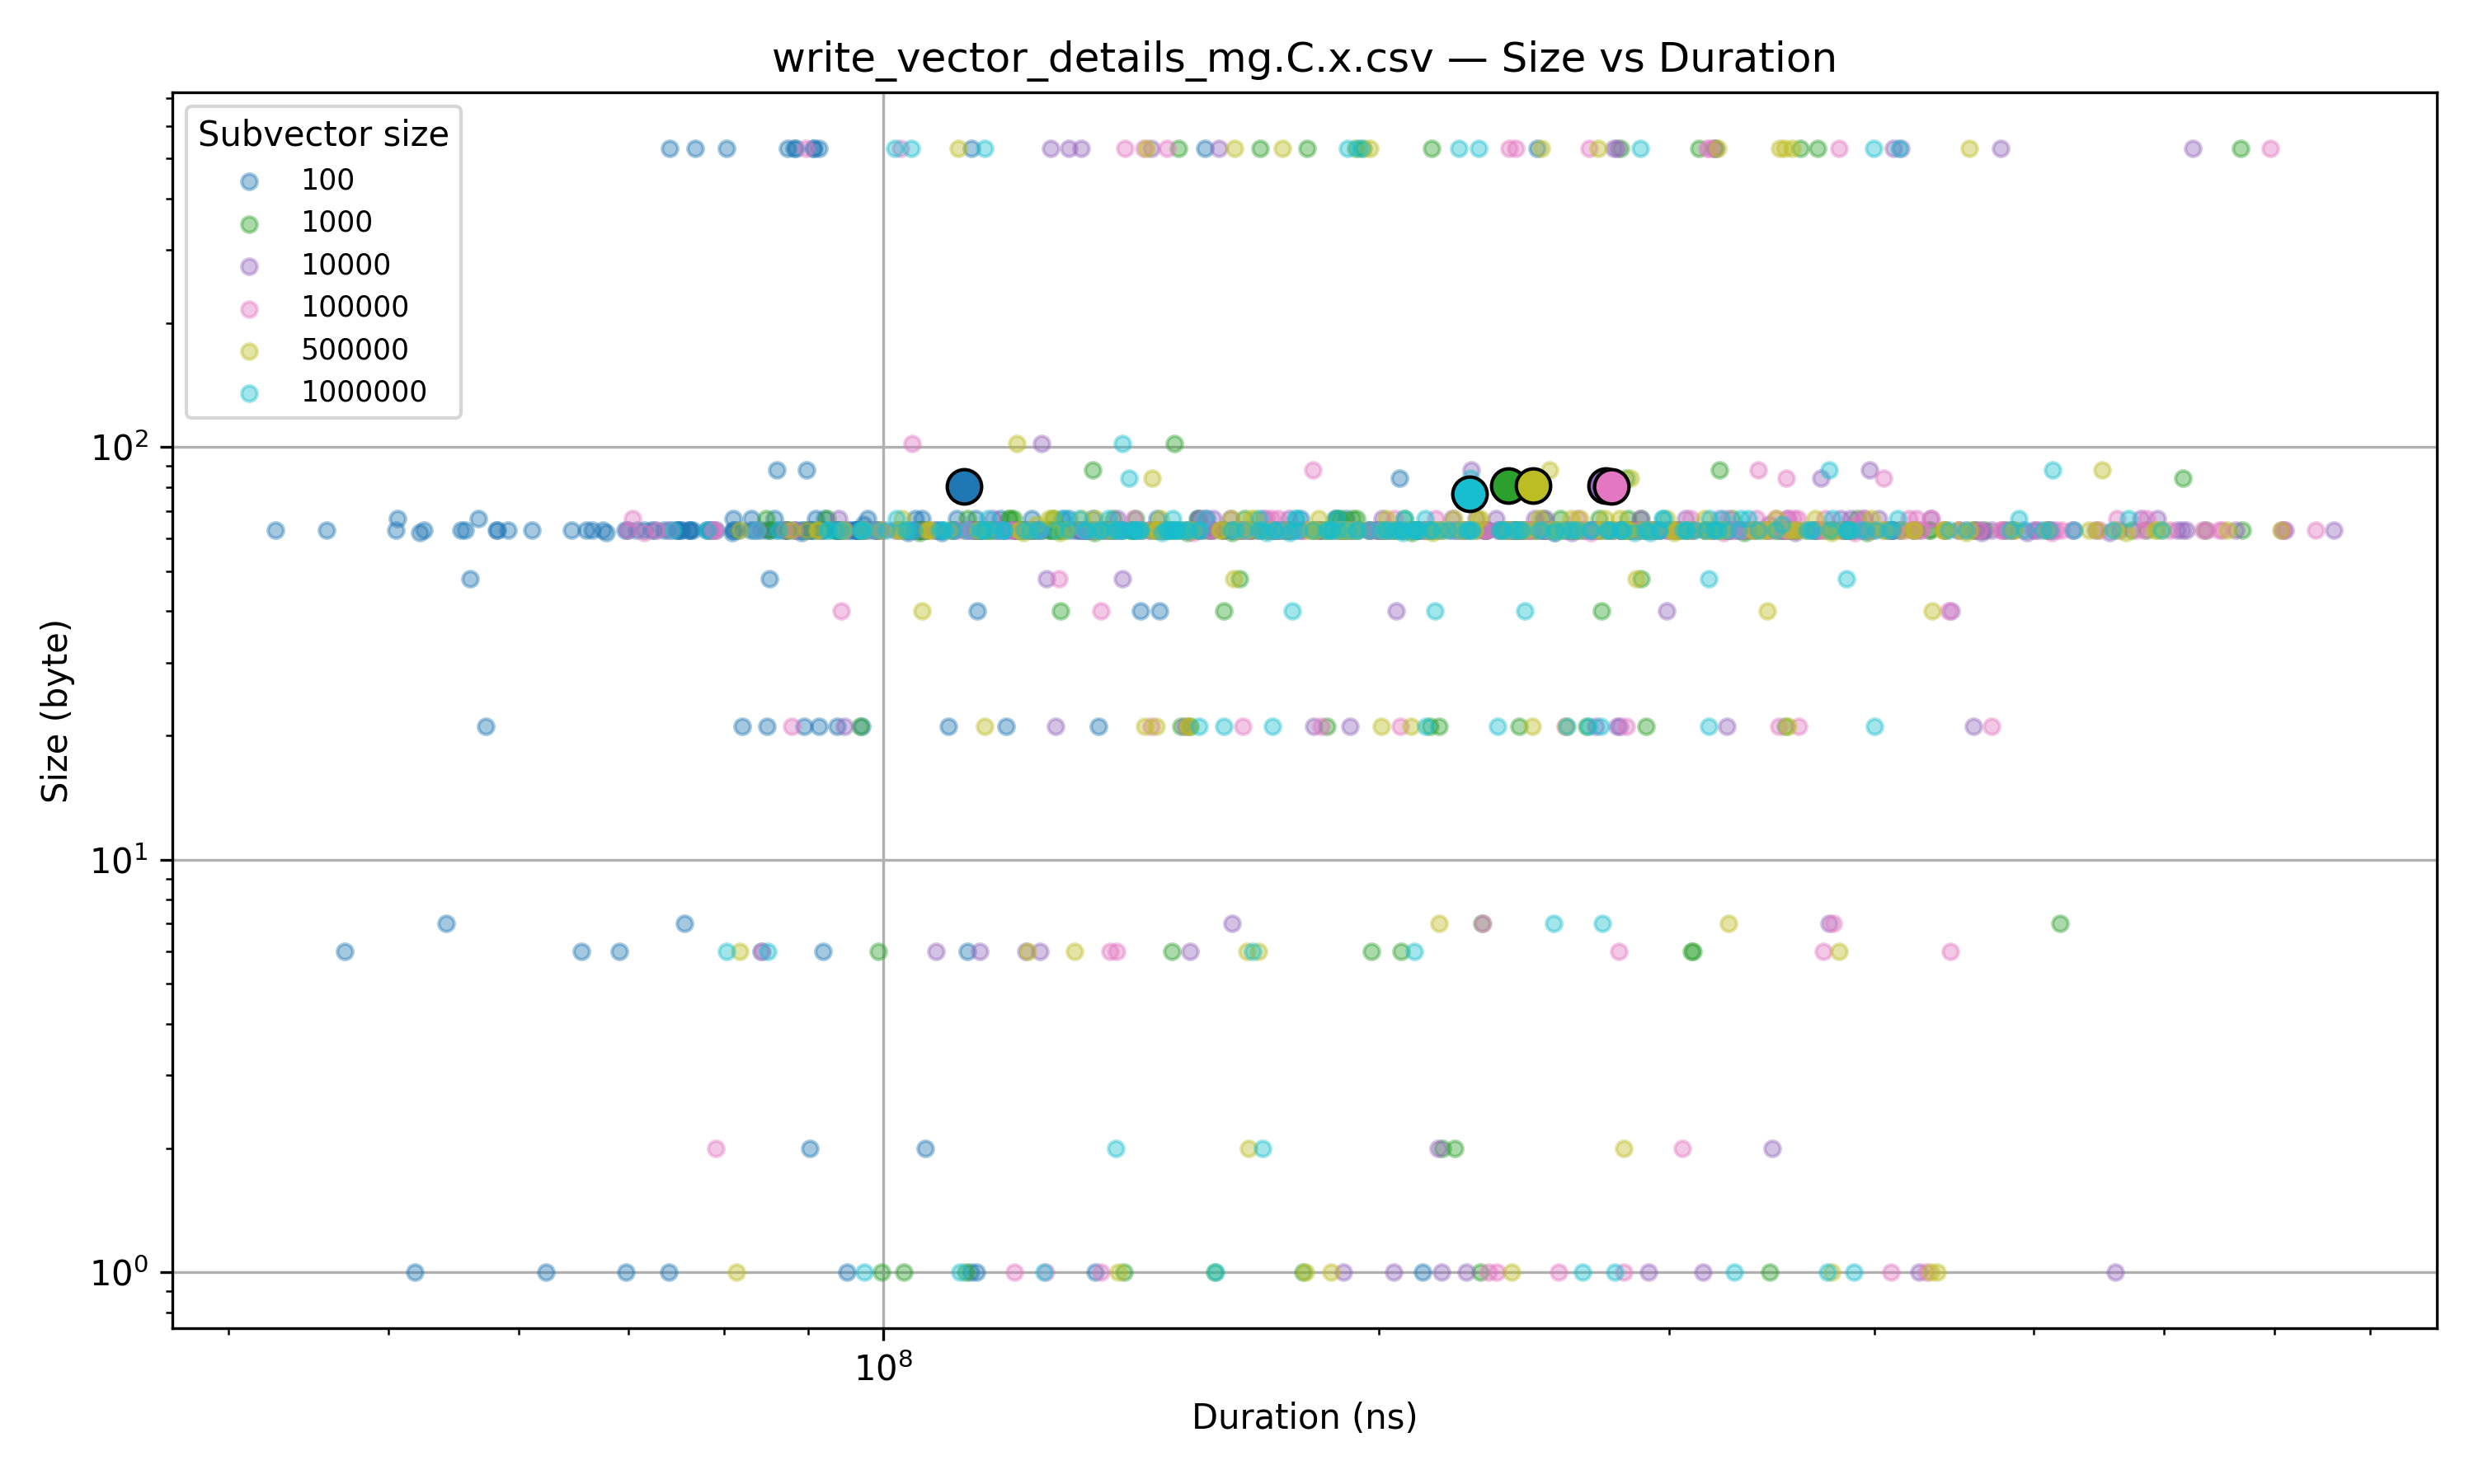 write_vector_details_mg.C.x.csv — Size vs Duration
Subvector size
100
1000
10000
100000
500000
1000000
Size (byte)
10²
10¹
10⁰
10⁸
Duration (ns)